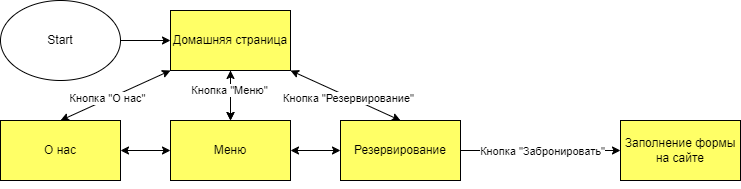 Start
Домашняя страница
Кнопка "О нас"
Кнопка "Меню"
Кнопка "Резервирование"
О нас
Меню
Резервирование
Кнопка "Забронировать"
Заполнение формы
на сайте